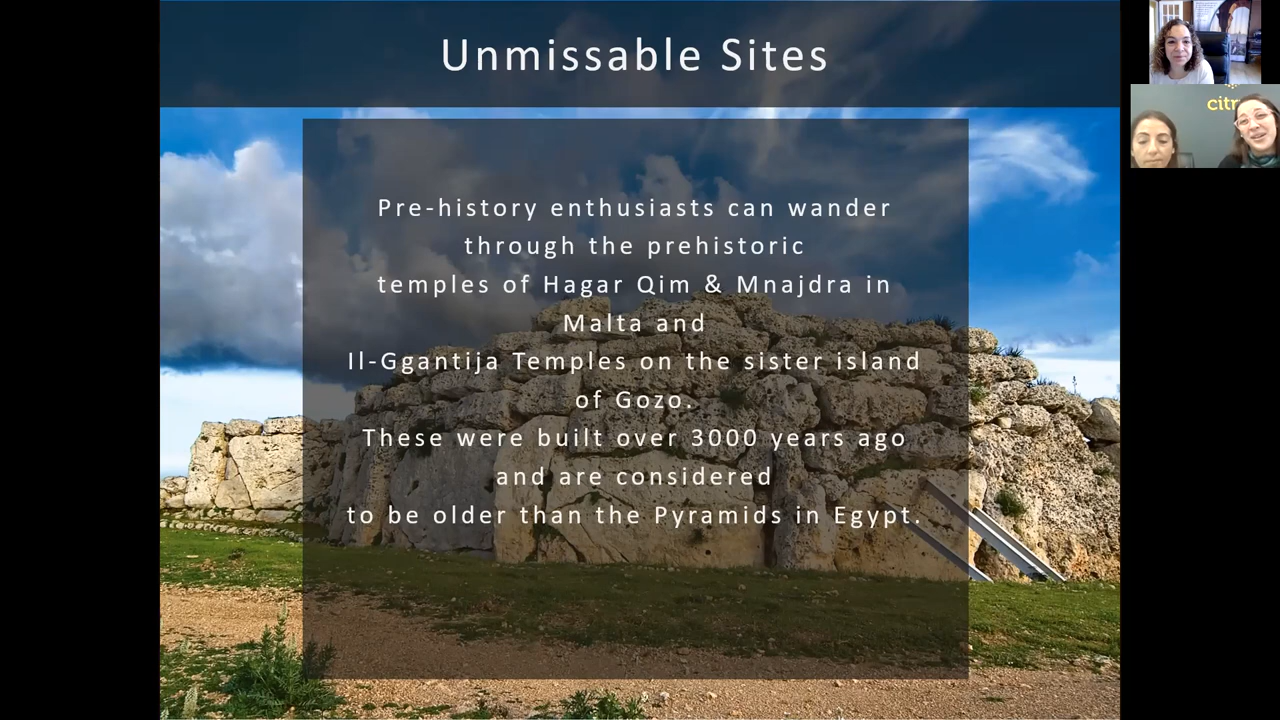 Unmissable Sites
Pre-history enthusiasts can wander
through the prehistoric
temples of Hagar Qim & Mnajdra in
Malta and
Il-Ggantija Temples on the sister island
of Gozo.
These were built over 3000 years ago
and are considered
to be older than the Pyramids in Egypt.